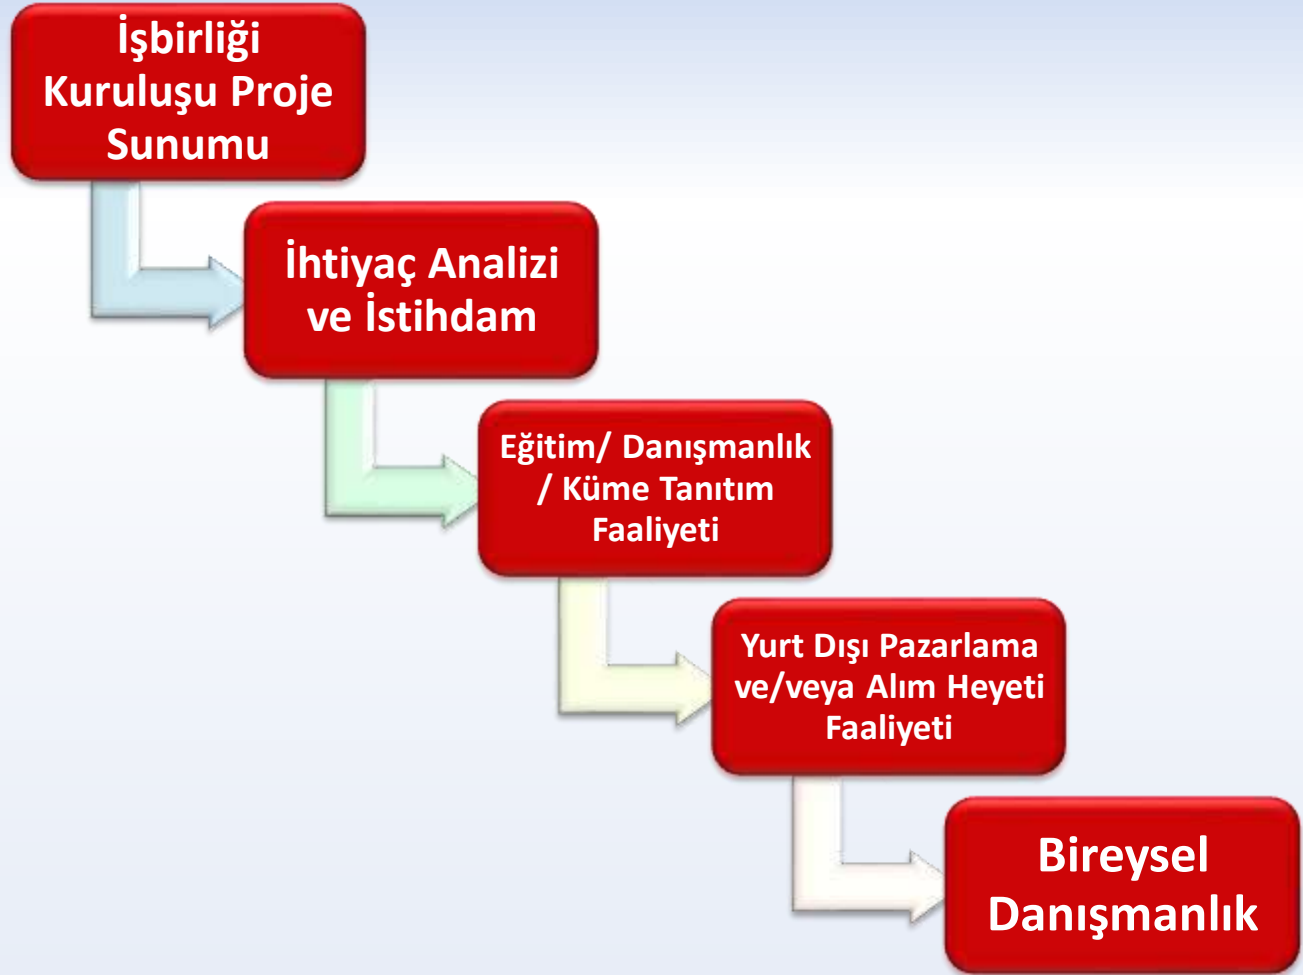 İşbirliği
Kuruluşu Proje
Sunumu
İhtiyaç Analizi
ve İstihdam
Eğitim/ Danışmanlık
/ Küme Tanıtım
Faaliyeti
Yurt Dışı Pazarlama
ve/veya Alım Heyeti
Faaliyeti
Bireysel
Danışmanlık